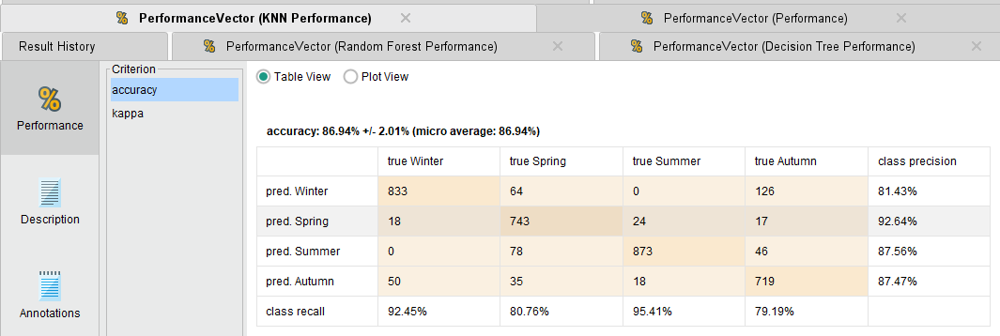 PerformanceVector (KNN Performance)
PerformanceVector (Performance)
Result History
PerformanceVector (Random Forest Performance)
PerformanceVector (Decision Tree Performance)
Performance
Description
Annotations
Criterion
accuracy
kappa
Table View
Plot View
accuracy: 86.94% +/- 2.01% (micro average: 86.94%)
true Winter true Spring true Summer true Autumn class precision
pred. Winter 833 64 0 126 81.43%
pred. Spring 18 743 24 17 92.64%
pred. Summer 0 78 873 46 87.56%
pred. Autumn 50 35 18 719 87.47%
class recall 92.45% 80.76% 95.41% 79.19%